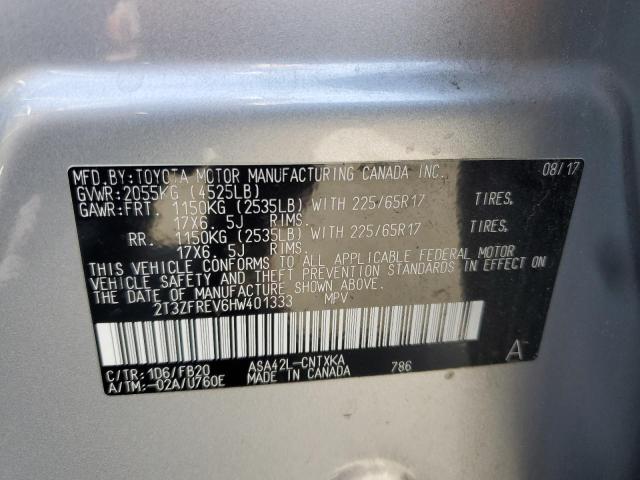 MFD. BY: TOYOTA MOTOR MANUFACTURING CANADA INC. 08/17
GVWR: 2055KG (4525LB)
GAWR: FRT. 1150KG (2535LB) WITH 225/65R17 TIRES,
17X6. 5J RIMS.
RR. 1150KG (2535LB) WITH 225/65R17 TIRES,
17X6. 5J RIMS.
THIS VEHICLE CONFORMS TO ALL APPLICABLE FEDERAL MOTOR
VEHICLE SAFETY AND THEFT PREVENTION STANDARDS IN EFFECT ON
THE DATE OF MANUFACTURE SHOWN ABOVE.
2T3ZFREV6HW401333 MPV
A
C/TR: 1D6/FB20 ASA42L-CNTXKA 786
A/TM: -02A/U760E MADE IN CANADA